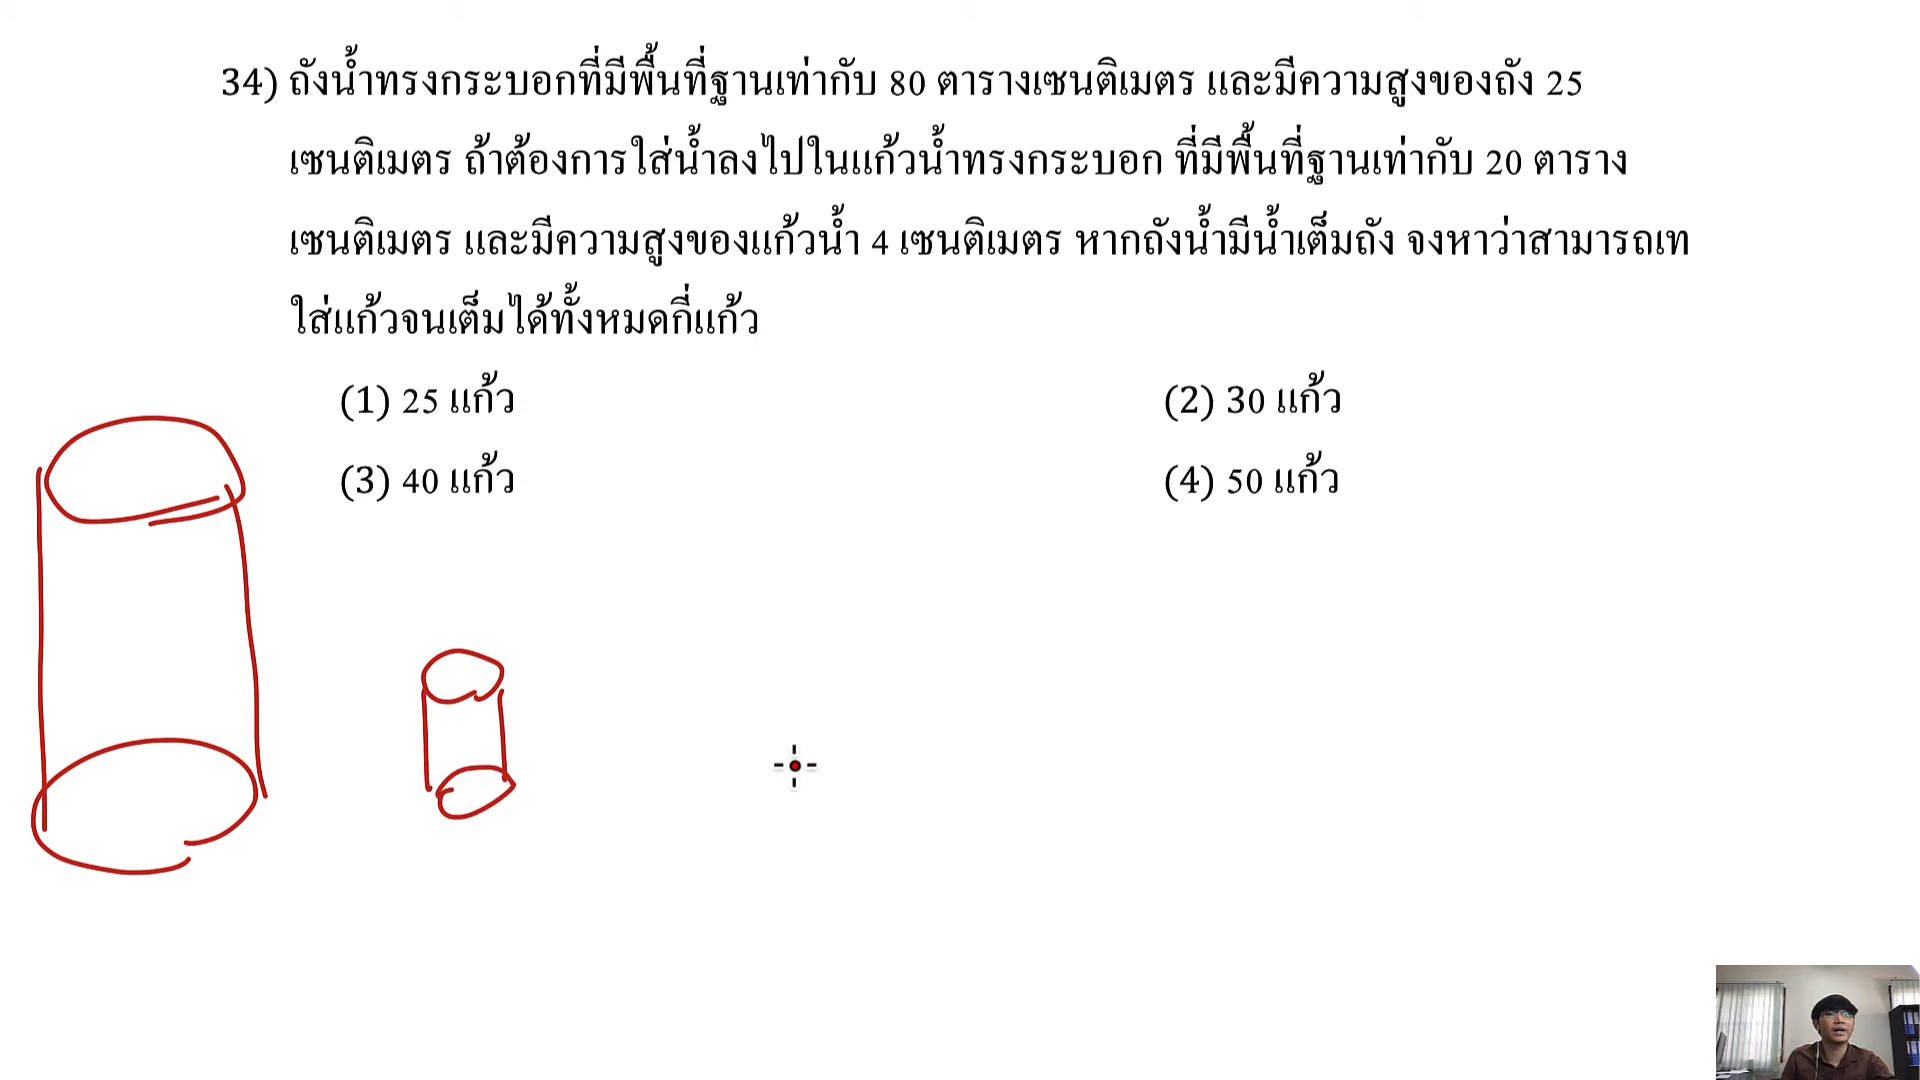 34) ถังน้ำทรงกระบอกที่มีพื้นที่ฐานเท่ากับ 80 ตารางเซนติเมตร และมีความสูงของถัง 25
เซนติเมตร ถ้าต้องการใส่น้ำลงไปในแก้วน้ำทรงกระบอก ที่มีพื้นที่ฐานเท่ากับ 20 ตาราง
เซนติเมตร และมีความสูงของแก้วน้ำ 4 เซนติเมตร หากถังน้ำมีน้ำเต็มถัง จงหาว่าสามารถเท
ใส่แก้วจนเต็มได้ทั้งหมดกี่แก้ว
(1) 25 แก้ว (2) 30 แก้ว
(3) 40 แก้ว (4) 50 แก้ว